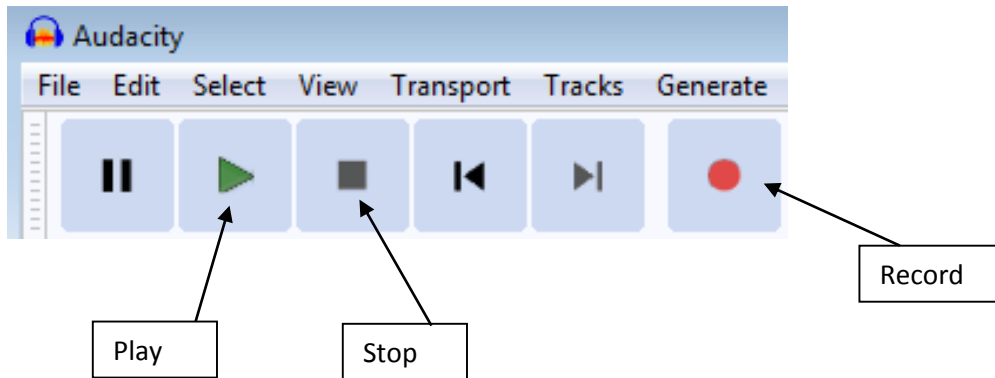 Audacity
File Edit Select View Transport Tracks Generate
Record
Play Stop